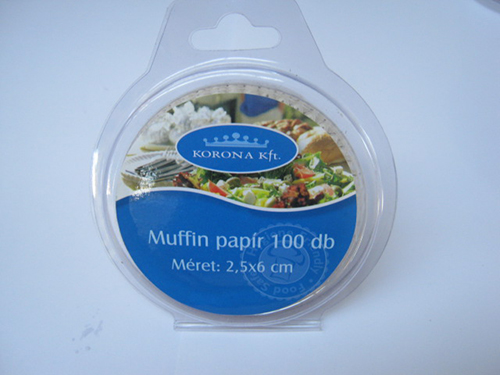 KORONA Kft.
Muffin papír 100 db
Méret: 2,5x6 cm